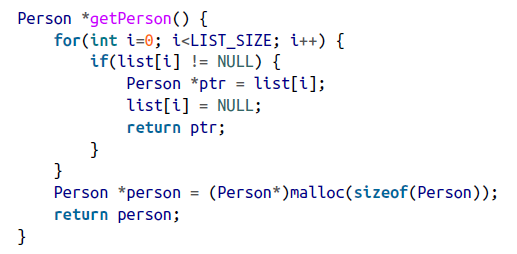 Person *getPerson() {
    for(int i=0; i<LIST_SIZE; i++) {
        if(list[i] != NULL) {
            Person *ptr = list[i];
            list[i] = NULL;
            return ptr;
        }
    }
    Person *person = (Person*)malloc(sizeof(Person));
    return person;
}